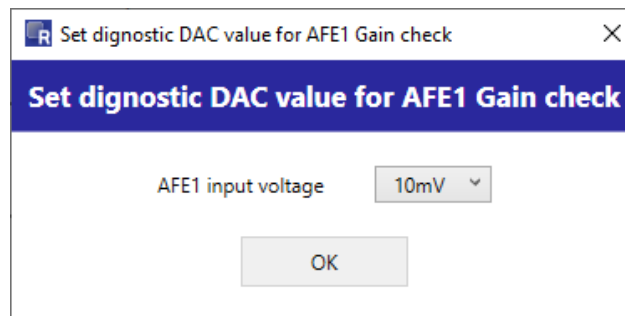 Set dignostic DAC value for AFE1 Gain check
Set dignostic DAC value for AFE1 Gain check
AFE1 input voltage 10mV
OK